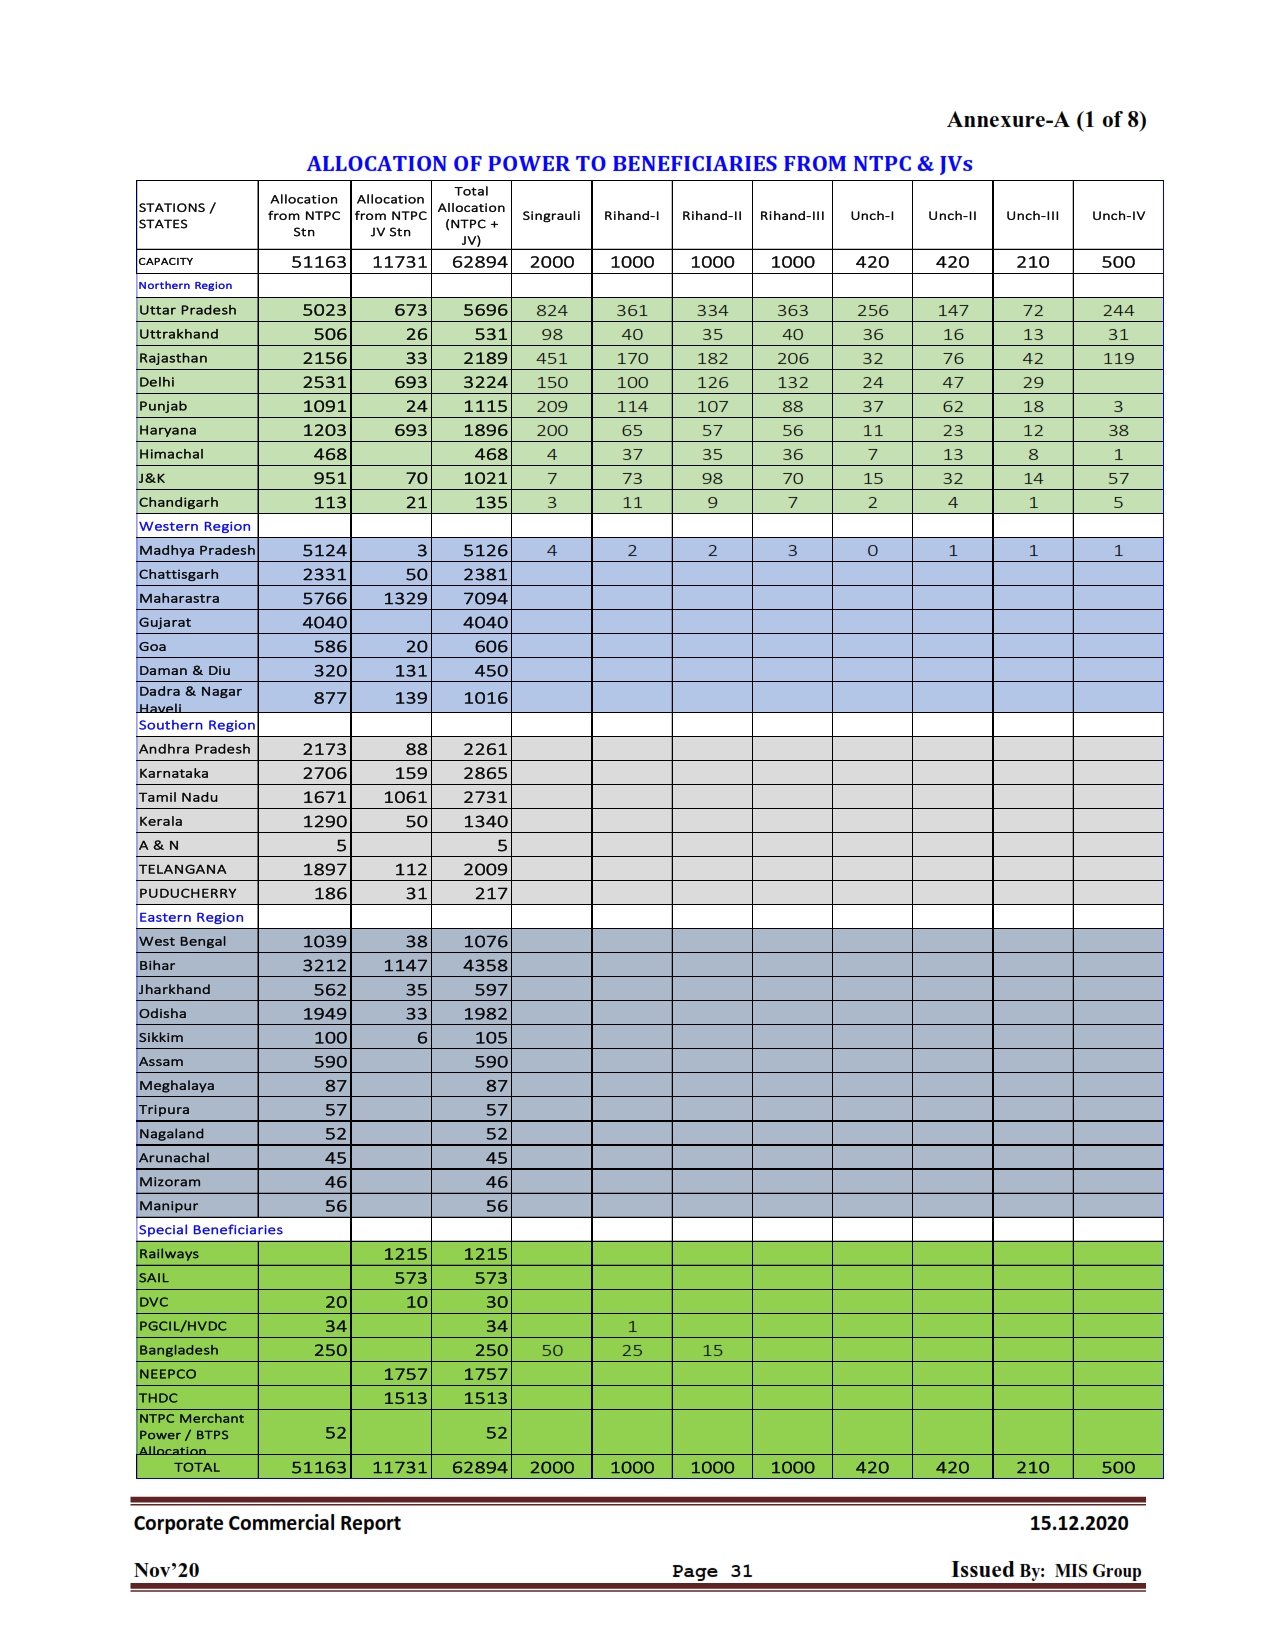 Annexure-A (1 of 8)
ALLOCATION OF POWER TO BENEFICIARIES FROM NTPC & JVs
STATIONS / STATES Allocation from NTPC Stn Allocation from NTPC JV Stn Total Allocation (NTPC + JV) Singrauli Rihand-I Rihand-II Rihand-III Unch-I Unch-II Unch-III Unch-IV
CAPACITY 51163 11731 62894 2000 1000 1000 1000 420 420 210 500
Northern Region
Uttar Pradesh 5023 673 5696 824 361 334 363 256 147 72 244
Uttrakhand 506 26 531 98 40 35 40 36 16 13 31
Rajasthan 2156 33 2189 451 170 182 206 32 76 42 119
Delhi 2531 693 3224 150 100 126 132 24 47 29
Punjab 1091 24 1115 209 114 107 88 37 62 18 3
Haryana 1203 693 1896 200 65 57 56 11 23 12 38
Himachal 468 468 4 37 35 36 7 13 8 1
J&K 951 70 1021 7 73 98 70 15 32 14 57
Chandigarh 113 21 135 3 11 9 7 2 4 1 5
Western Region
Madhya Pradesh 5124 3 5126 4 2 2 3 0 1 1 1
Chattisgarh 2331 50 2381
Maharastra 5766 1329 7094
Gujarat 4040 4040
Goa 586 20 606
Daman & Diu 320 131 450
Dadra & Nagar Haveli 877 139 1016
Southern Region
Andhra Pradesh 2173 88 2261
Karnataka 2706 159 2865
Tamil Nadu 1671 1061 2731
Kerala 1290 50 1340
A & N 5 5
TELANGANA 1897 112 2009
PUDUCHERRY 186 31 217
Eastern Region
West Bengal 1039 38 1076
Bihar 3212 1147 4358
Jharkhand 562 35 597
Odisha 1949 33 1982
Sikkim 100 6 105
Assam 590 590
Meghalaya 87 87
Tripura 57 57
Nagaland 52 52
Arunachal 45 45
Mizoram 46 46
Manipur 56 56
Special Beneficiaries
Railways 1215 1215
SAIL 573 573
DVC 20 10 30
PGCIL/HVDC 34 34 1
Bangladesh 250 250 50 25 15
NEEPCO 1757 1757
THDC 1513 1513
NTPC Merchant Power / BTPS Allocation 52 52
TOTAL 51163 11731 62894 2000 1000 1000 1000 420 420 210 500
Corporate Commercial Report 15.12.2020
Nov’20 Page 31 Issued By: MIS Group